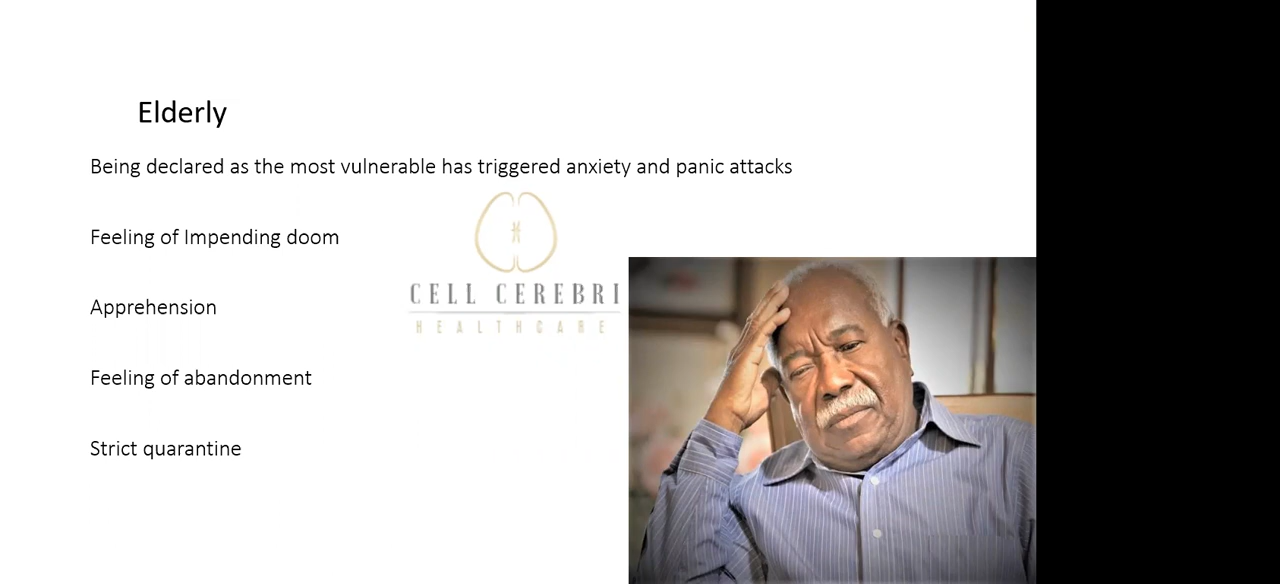 Elderly
Being declared as the most vulnerable has triggered anxiety and panic attacks
Feeling of Impending doom
CELL CEREBRI
HEALTHCARE
Apprehension
Feeling of abandonment
Strict quarantine